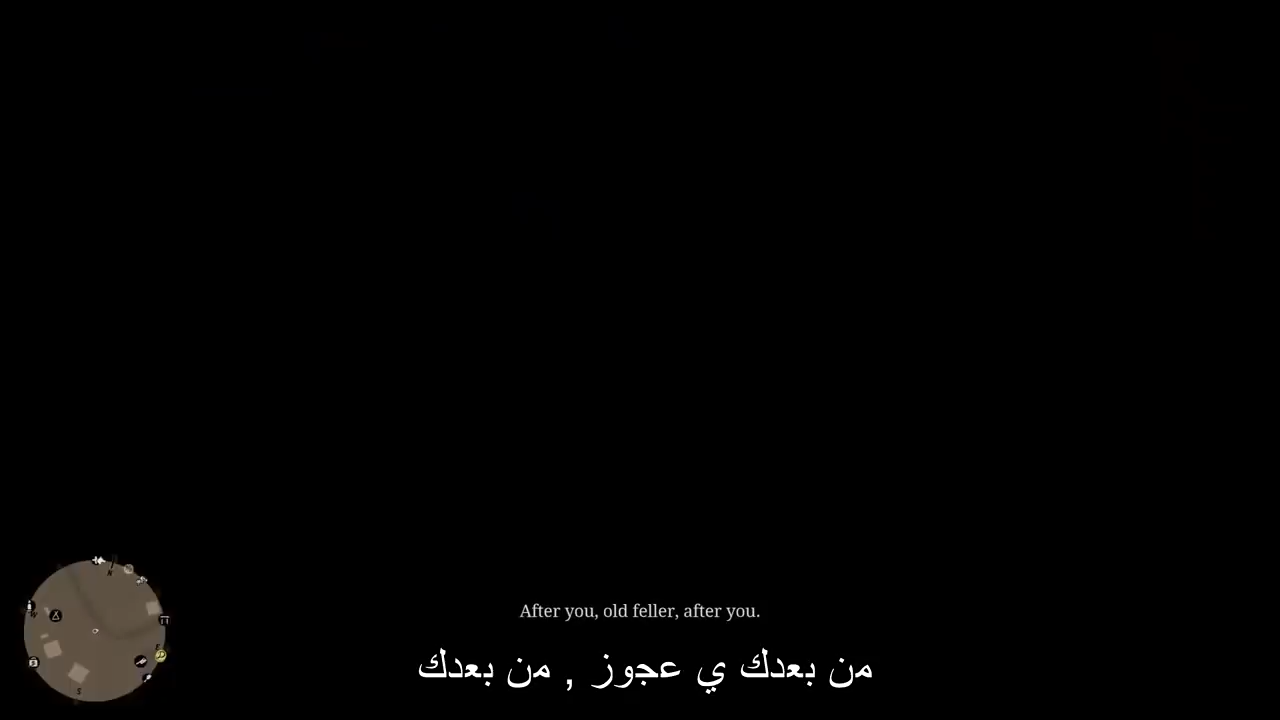 After you, old feller, after you.
من بعدك ي عجوز , من بعدك